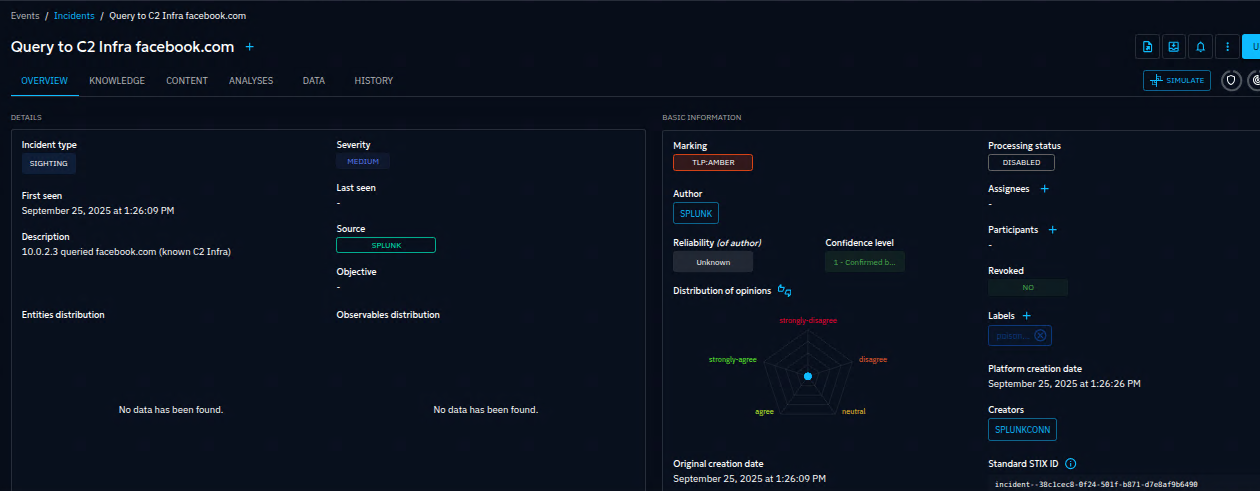 Events / Incidents / Query to C2 Infra facebook.com
Query to C2 Infra facebook.com +
OVERVIEW KNOWLEDGE CONTENT ANALYSES DATA HISTORY
SIMULATE
DETAILS
Incident type
SIGHTING
Severity
MEDIUM
First seen
September 25, 2025 at 1:26:09 PM
Last seen
-
Description
10.0.2.3 queried facebook.com (known C2 Infra)
Source
SPLUNK
Objective
-
Entities distribution
No data has been found.
Observables distribution
No data has been found.
BASIC INFORMATION
Marking
TLP:AMBER
Author
SPLUNK
Reliability (of author)
Unknown
Confidence level
1 - Confirmed b...
Distribution of opinions
strongly-disagree
strongly-agree
disagree
agree
neutral
Original creation date
September 25, 2025 at 1:26:09 PM
Processing status
DISABLED
Assignees +
-
Participants +
-
Revoked
NO
Labels +
Platform creation date
September 25, 2025 at 1:26:26 PM
Creators
SPLUNKCONN
Standard STIX ID
incident--38c1cec8-0f24-501f-b871-d7e8af9b6490